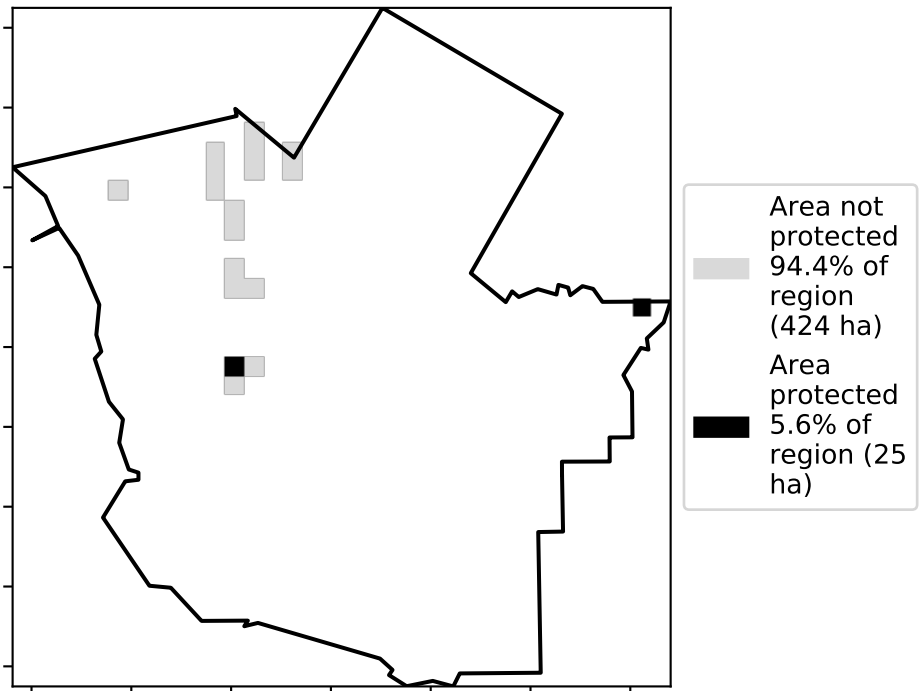 Area not
protected
94.4% of
region
(424 ha)
Area
protected
5.6% of
region (25
ha)